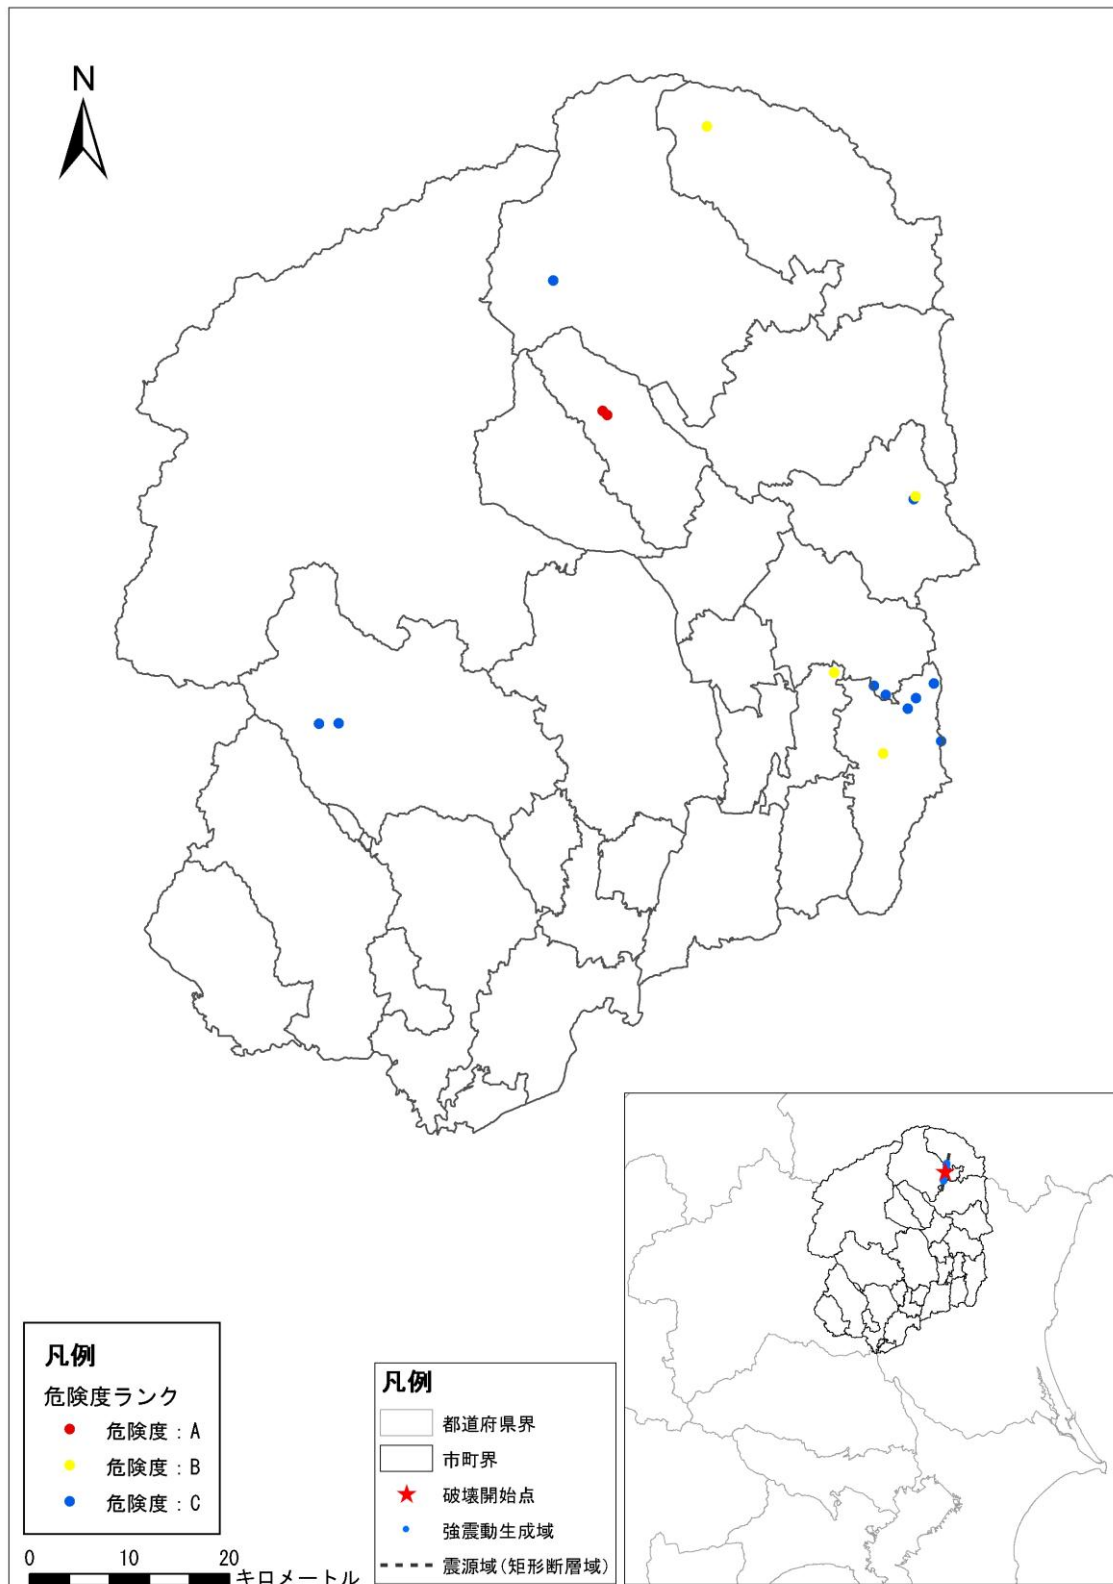 N
凡例
危険度ランク
危険度：A
危険度：B
危険度：C
0 10 20
キロメートル
凡例
都道府県界
市町界
破壊開始点
強震動生成域
震源域(矩形断層域)